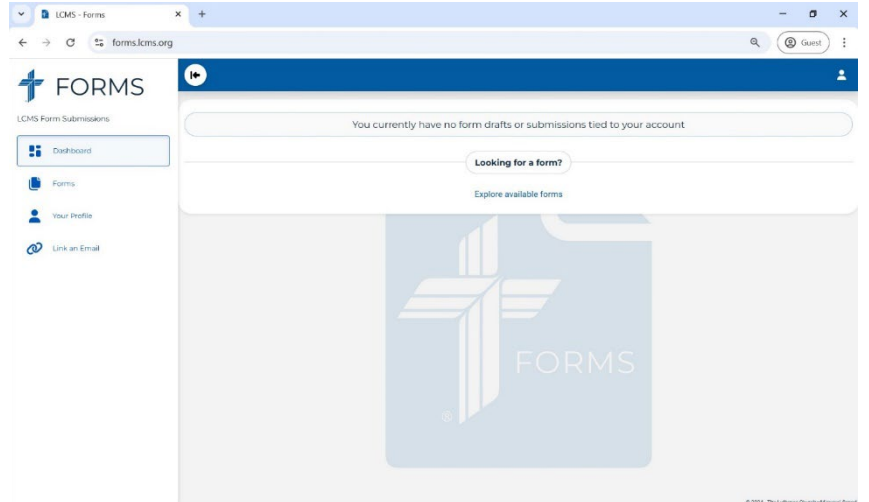 LCMS - Forms
forms.lcms.org
Guest
FORMS
LCMS Form Submissions
Dashboard
Forms
Your Profile
Link an Email
You currently have no form drafts or submissions tied to your account
Looking for a form?
Explore available forms
FORMS
®